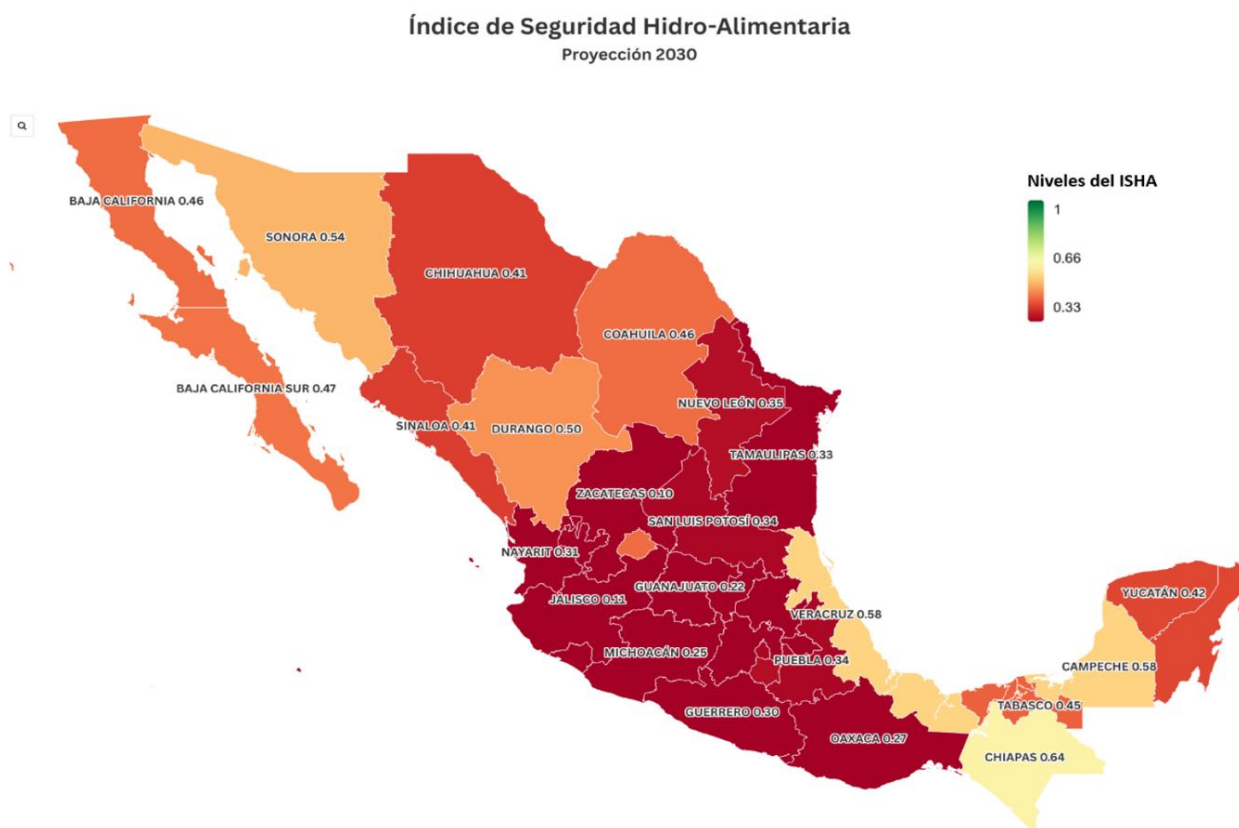 Índice de Seguridad Hidro-Alimentaria
Proyección 2030
Niveles del ISHA
1
0.66
0.33
BAJA CALIFORNIA 0.46
SONORA 0.54
CHIHUAHUA 0.41
COAHUILA 0.46
BAJA CALIFORNIA SUR 0.47
NUEVO LEÓN 0.35
SINALOA 0.41
DURANGO 0.50
TAMAULIPAS 0.33
ZACATECAS 0.10
SAN LUIS POTOSÍ 0.34
NAYARIT 0.31
GUANAJUATO 0.22
JALISCO 0.11
YUCATÁN 0.42
VERACRUZ 0.58
MICHOACÁN 0.25
PUEBLA 0.34
CAMPECHE 0.58
TABASCO 0.45
GUERRERO 0.30
OAXACA 0.27
CHIAPAS 0.64